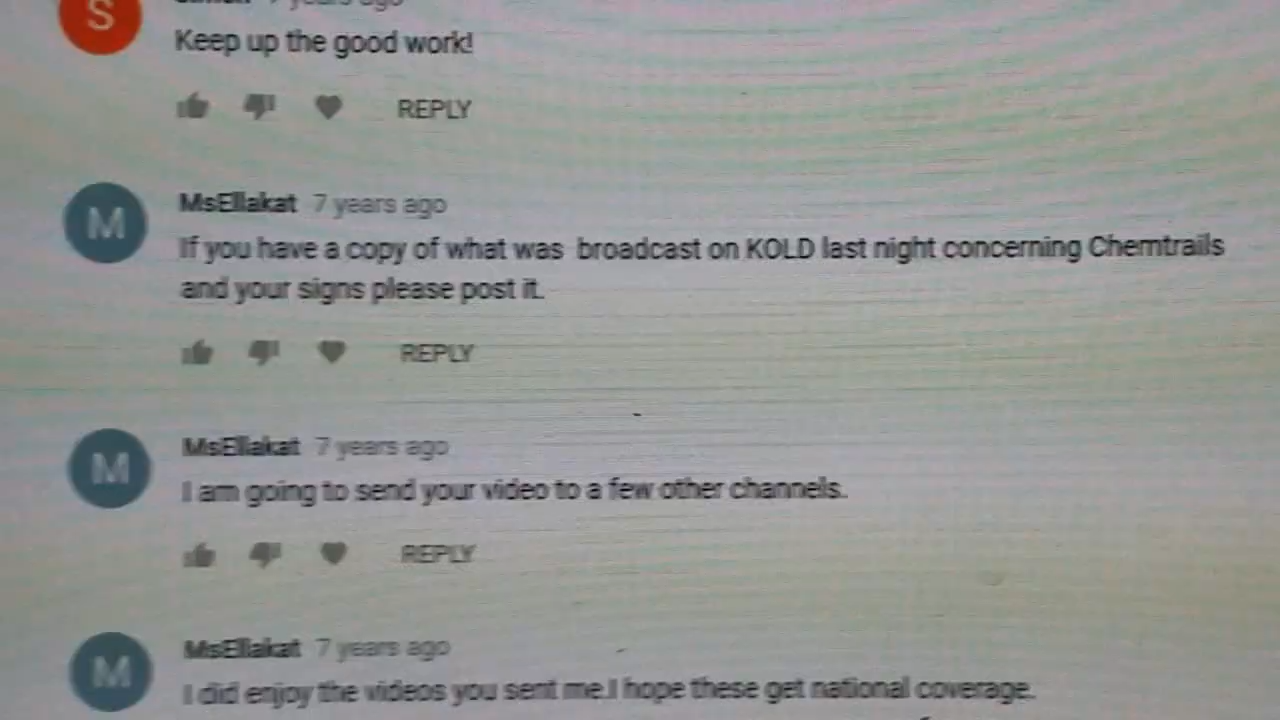 S
7 years ago
Keep up the good work!
REPLY
M
MsEllakat 7 years ago
If you have a copy of what was broadcast on KOLD last night concerning Chemtrails
and your signs please post it.
REPLY
M
MsEllakat 7 years ago
I am going to send your video to a few other channels.
REPLY
M
MsEllakat 7 years ago
I did enjoy the videos you sent me.I hope these get national coverage.